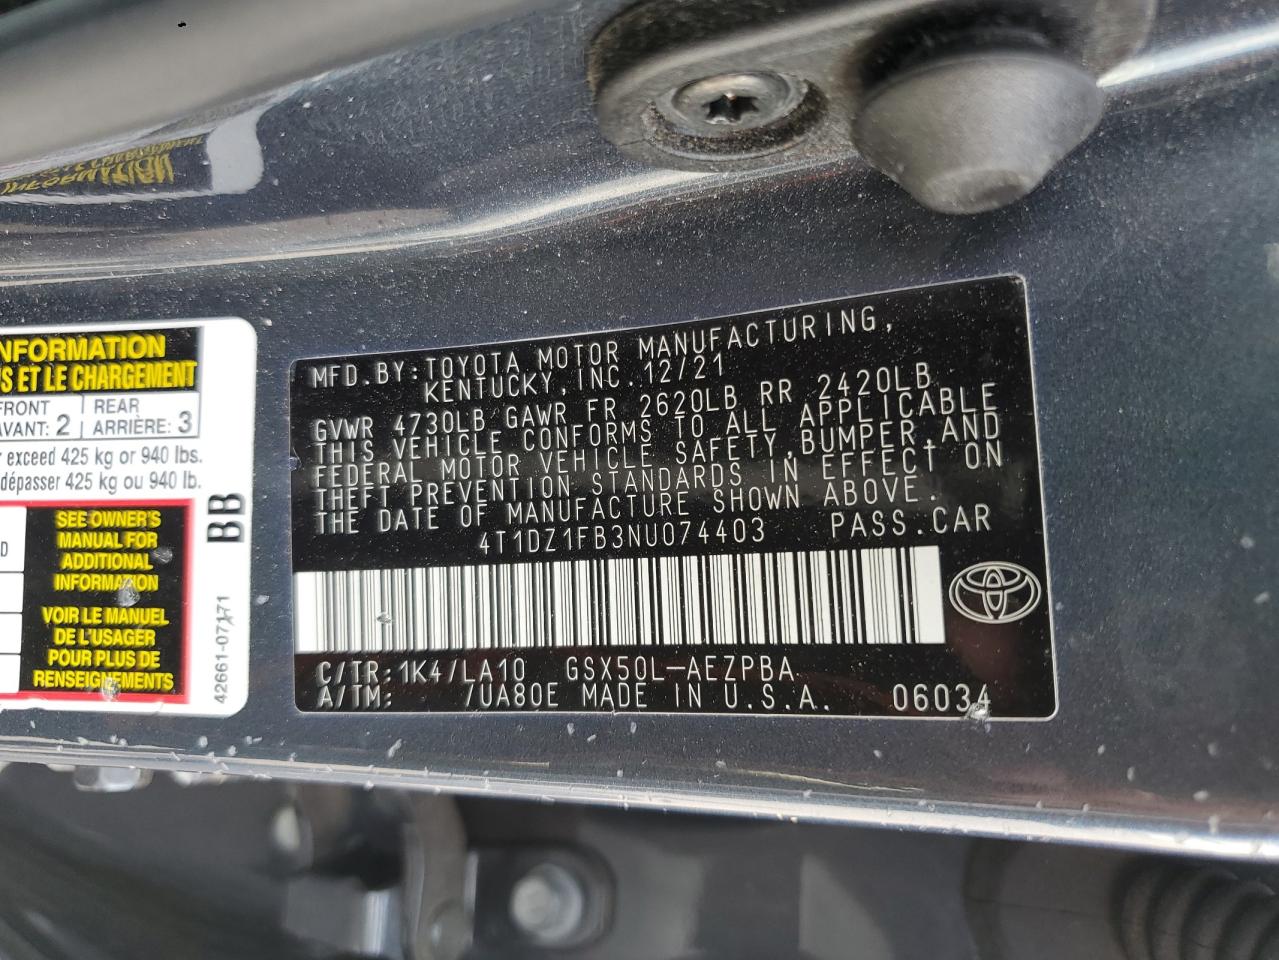 NFORMATION
S ET LE CHARGEMENT
FRONT
AVANT: 2
REAR
ARRIÈRE: 3
exceed 425 kg or 940 lbs.
dépasser 425 kg ou 940 lb.
SEE OWNER'S
MANUAL FOR
ADDITIONAL
INFORMATION
VOIR LE MANUEL
DE L'USAGER
POUR PLUS DE
RENSEIGNEMENTS
BB
42661-07171
MFD.BY:TOYOTA MOTOR MANUFACTURING,
KENTUCKY,INC.12/21
GVWR 4730LB GAWR FR 2620LB RR 2420LB
THIS VEHICLE CONFORMS TO ALL APPLICABLE
FEDERAL MOTOR VEHICLE SAFETY,BUMPER,AND
THEFT PREVENTION STANDARDS IN EFFECT ON
THE DATE OF MANUFACTURE SHOWN ABOVE.
4T1DZ1FB3NU074403 PASS.CAR
C/TR:1K4/LA10 GSX50L-AEZPBA
A/TM: /UA80E MADE IN U.S.A. 06034